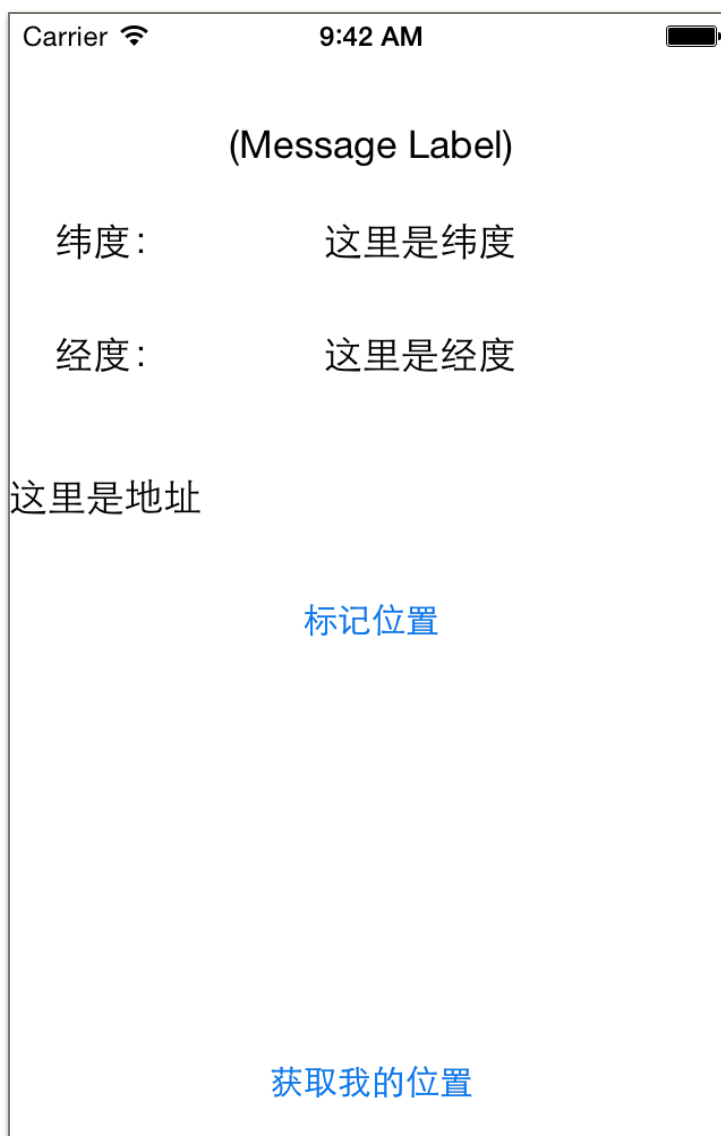 Carrier 9:42 AM
(Message Label)
纬度: 这里是纬度
经度: 这里是经度
这里是地址
标记位置
获取我的位置